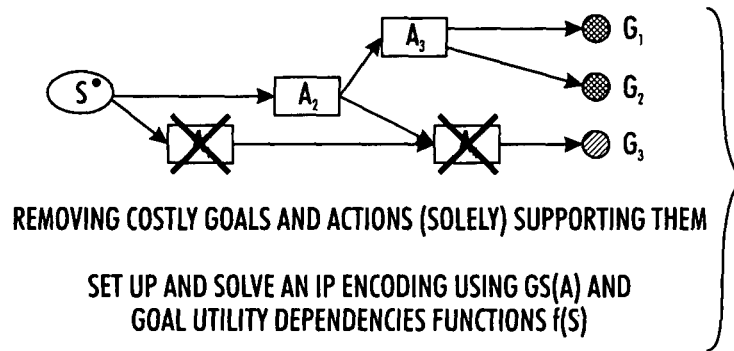 A₃
G₁
S•
A₂
G₂
G₃
REMOVING COSTLY GOALS AND ACTIONS (SOLELY) SUPPORTING THEM
SET UP AND SOLVE AN IP ENCODING USING GS(A) AND
GOAL UTILITY DEPENDENCIES FUNCTIONS f(S)